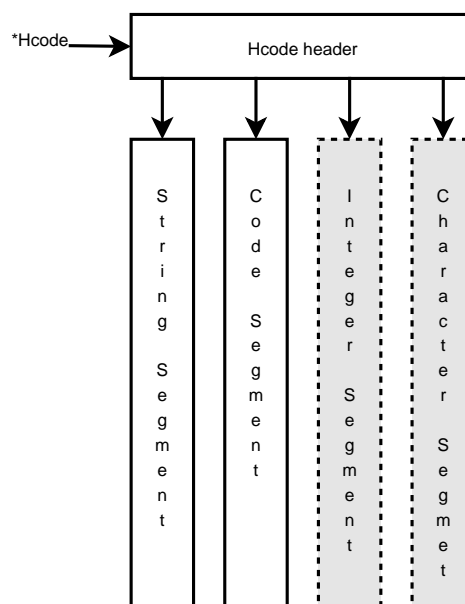 *Hcode
Hcode header
String Segment
Code Segment
Integer Segment
Character Segmet